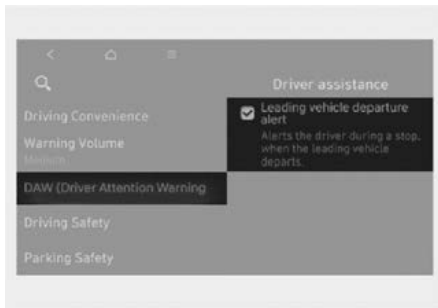 Driver assistance
Driving Convenience
Warning Volume
Medium
DAW (Driver Attention Warning
Driving Safety
Parking Safety
Leading vehicle departure
alert
Alerts the driver during a stop,
when the leading vehicle
departs.